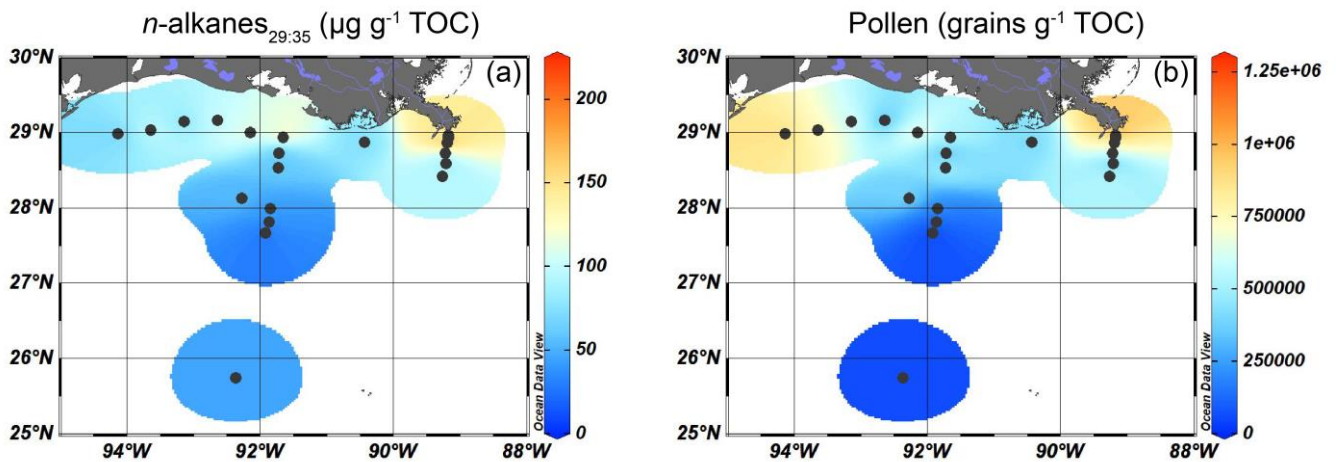 n-alkanes29:35 (µg g-1 TOC)
Pollen (grains g-1 TOC)
(a)
30°N
29°N
28°N
27°N
26°N
25°N
94°W
92°W
90°W
88°W
200
150
100
50
0
Ocean Data View
(b)
30°N
29°N
28°N
27°N
26°N
25°N
94°W
92°W
90°W
88°W
1.25e+06
1e+06
750000
500000
250000
0
Ocean Data View